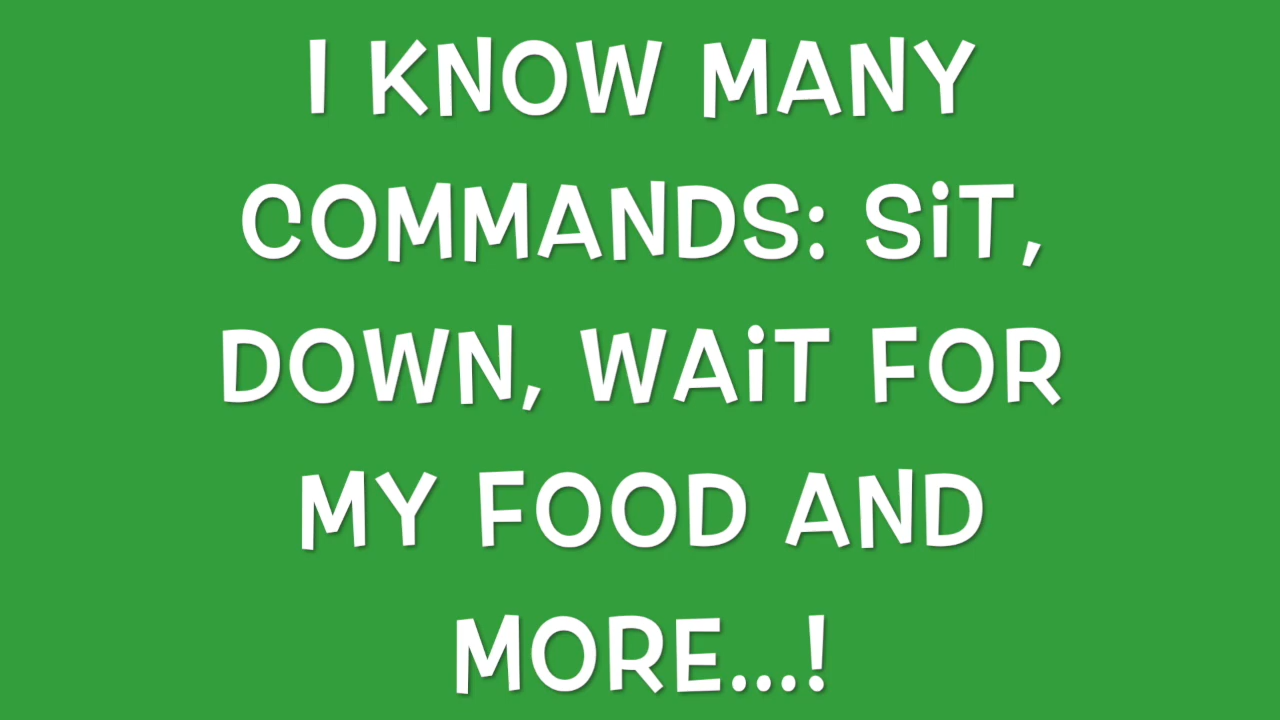 I KNOW MANY
COMMANDS: SiT,
DOWN, WAiT FOR
MY FOOD AND
MORE...!